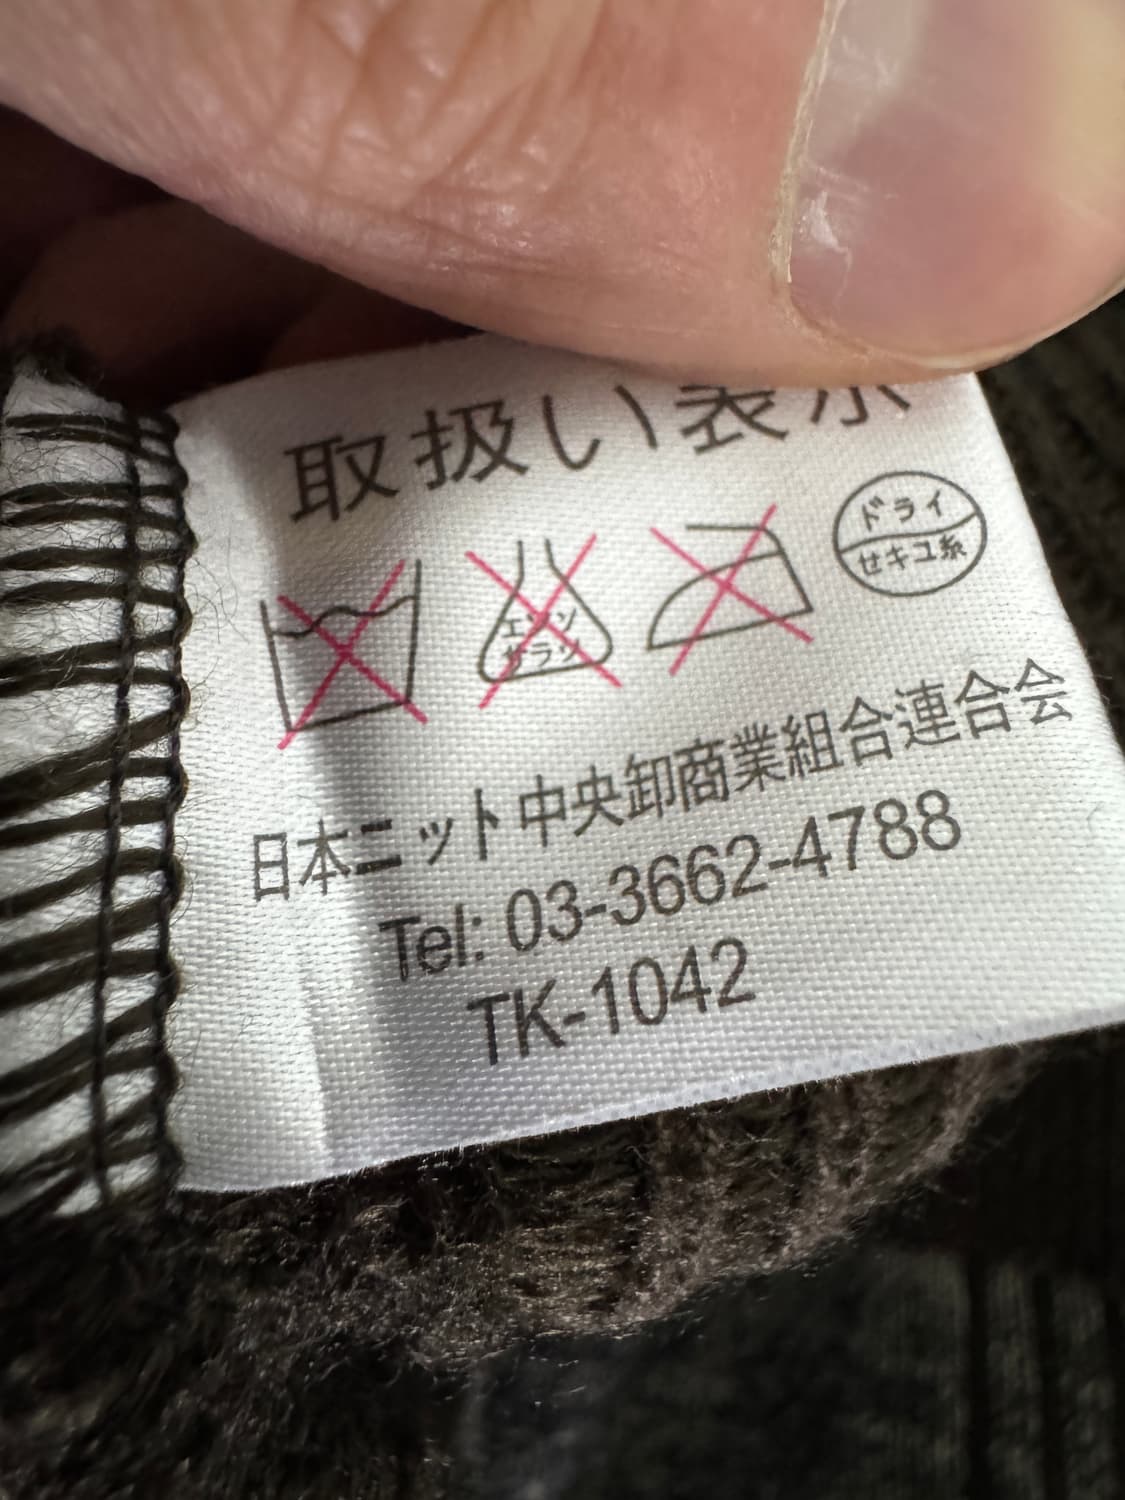 取扱い表示
エンソ
サラシ
ドライ
セキユ系
日本ニット中央卸商業組合連合会
Tel: 03-3662-4788
TK-1042